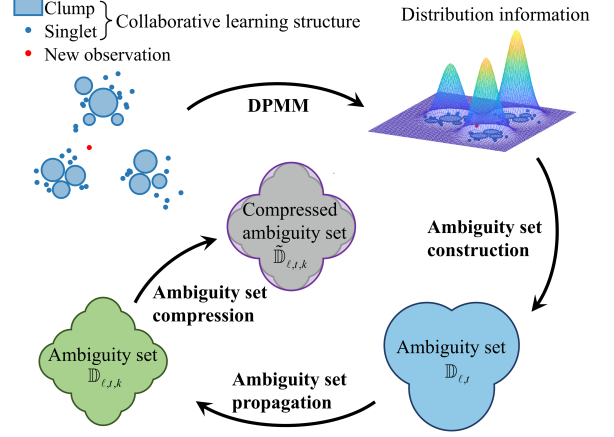 Clump
Singlet
Collaborative learning structure
New observation
Distribution information
DPMM
Compressed
ambiguity set
𝔻̃ℓ,t,k
Ambiguity set
construction
Ambiguity set
compression
Ambiguity set
𝔻ℓ,t
Ambiguity set
𝔻ℓ,t,k
Ambiguity set
propagation